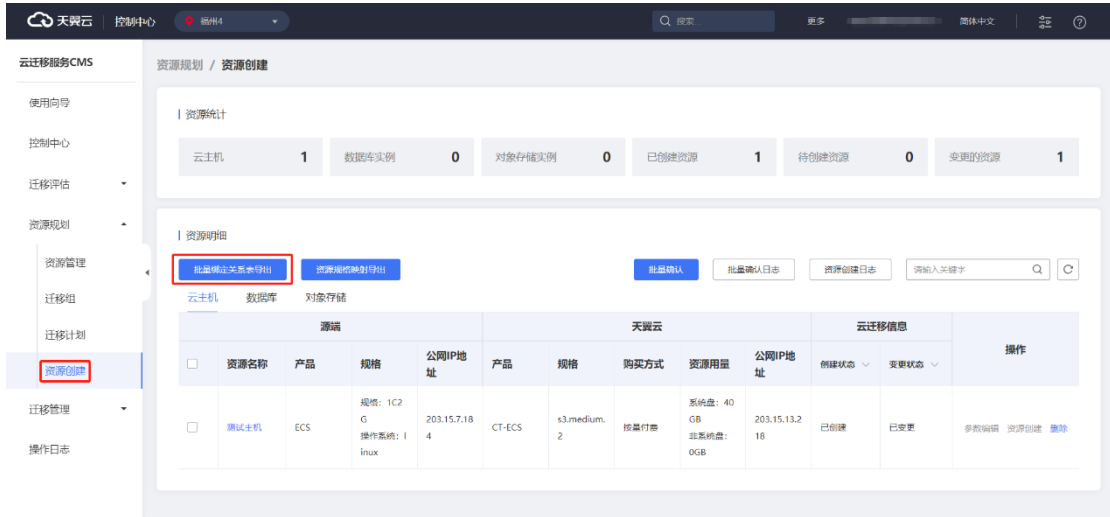 天翼云 控制中心 福州4 搜索 更多 简体中文
云迁移服务CMS
使用向导
控制中心
迁移评估
资源规划
资源管理
迁移组
迁移计划
资源创建
迁移管理
操作日志
资源规划 / 资源创建
资源统计
云主机 1 数据库实例 0 对象存储实例 0 已创建资源 1 待创建资源 0 变更的资源 1
资源明细
批量绑定关系表导出 资源规格映射导出 批量确认 批量确认日志 资源创建日志 请输入关键字
云主机 数据库 对象存储
源端 天翼云 云迁移信息 操作
资源名称 产品 规格 公网IP地址 产品 规格 购买方式 资源用量 公网IP地址 创建状态 变更状态
测试主机 ECS 规格：1C2G 操作系统：linux 203.15.7.184 CT-ECS s3.medium.2 按量付费 系统盘：40GB 非系统盘：0GB 203.15.13.218 已创建 已变更 参数编辑 资源创建 删除